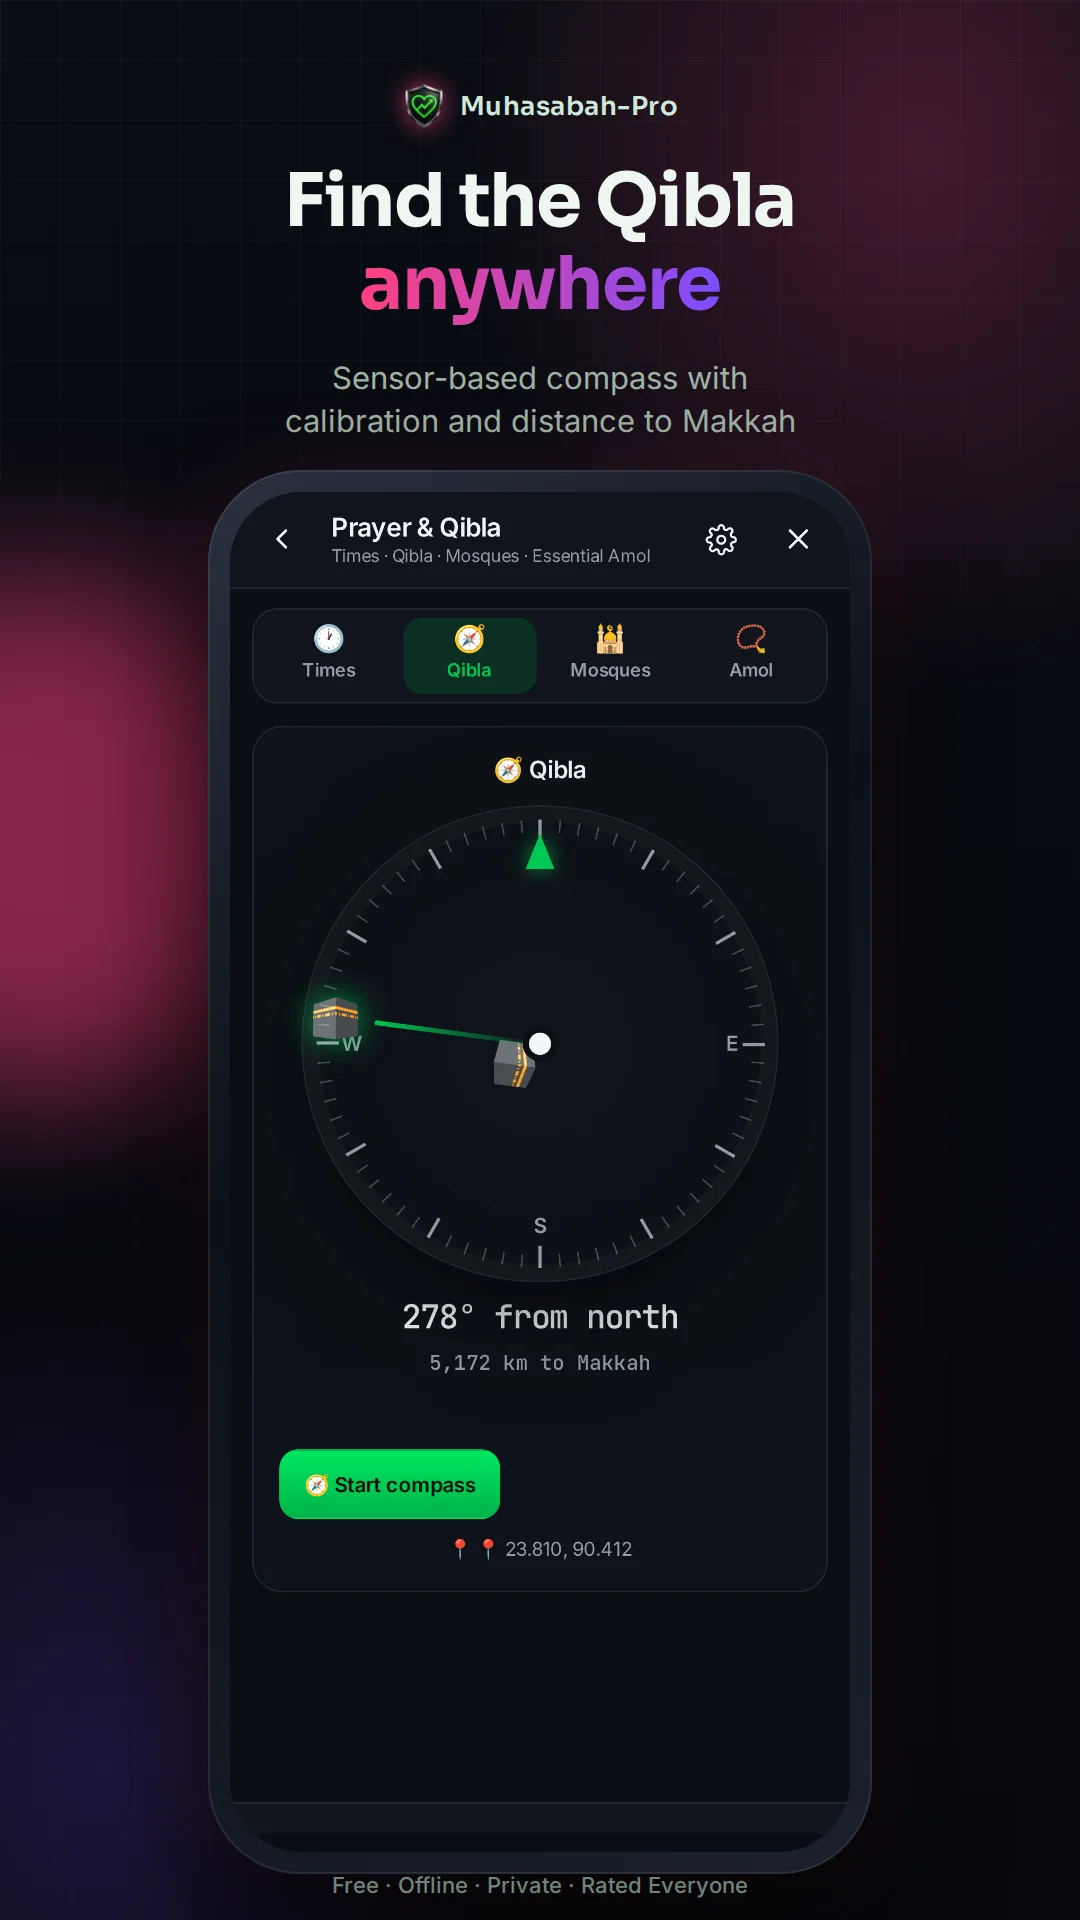 Muhasabah-Pro
Find the Qibla
anywhere
Sensor-based compass with
calibration and distance to Makkah
Prayer & Qibla
Times · Qibla · Mosques · Essential Amol
Times
Qibla
Mosques
Amol
Qibla
W
E
S
278° from north
5,172 km to Makkah
Start compass
23.810, 90.412
Free · Offline · Private · Rated Everyone